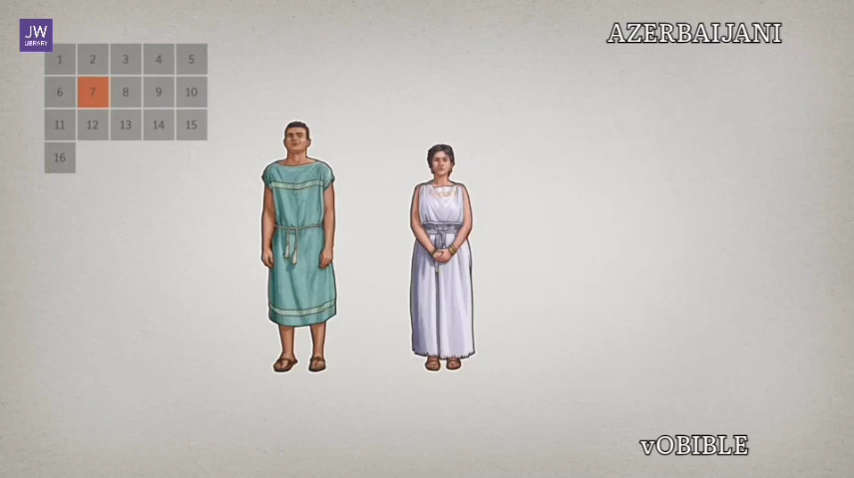 JW
LIBRARY
AZERBAIJANI
1 2 3 4 5
6 7 8 9 10
11 12 13 14 15
16
vOBIBLE